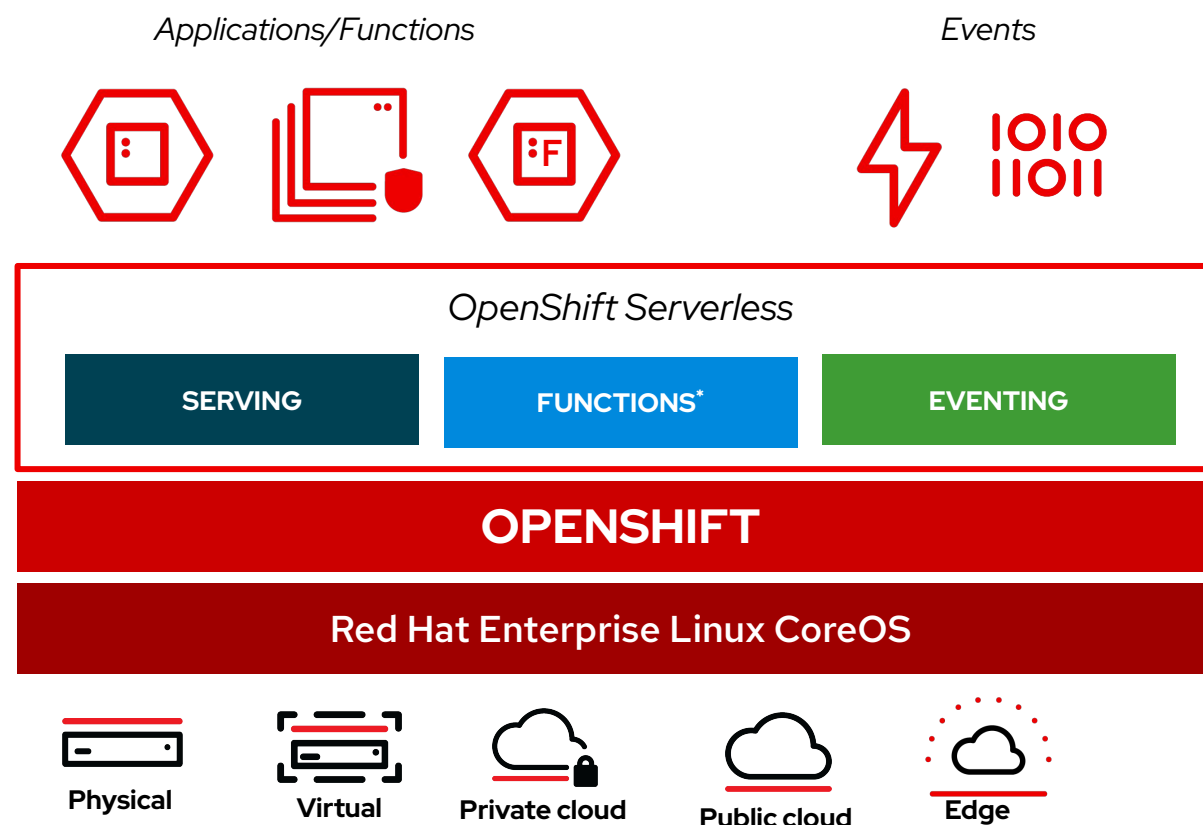 Applications/Functions
Events
F
1010
11011
OpenShift Serverless
SERVING
FUNCTIONS*
EVENTING
OPENSHIFT
Red Hat Enterprise Linux CoreOS
Physical
Virtual
Private cloud
Public cloud
Edge